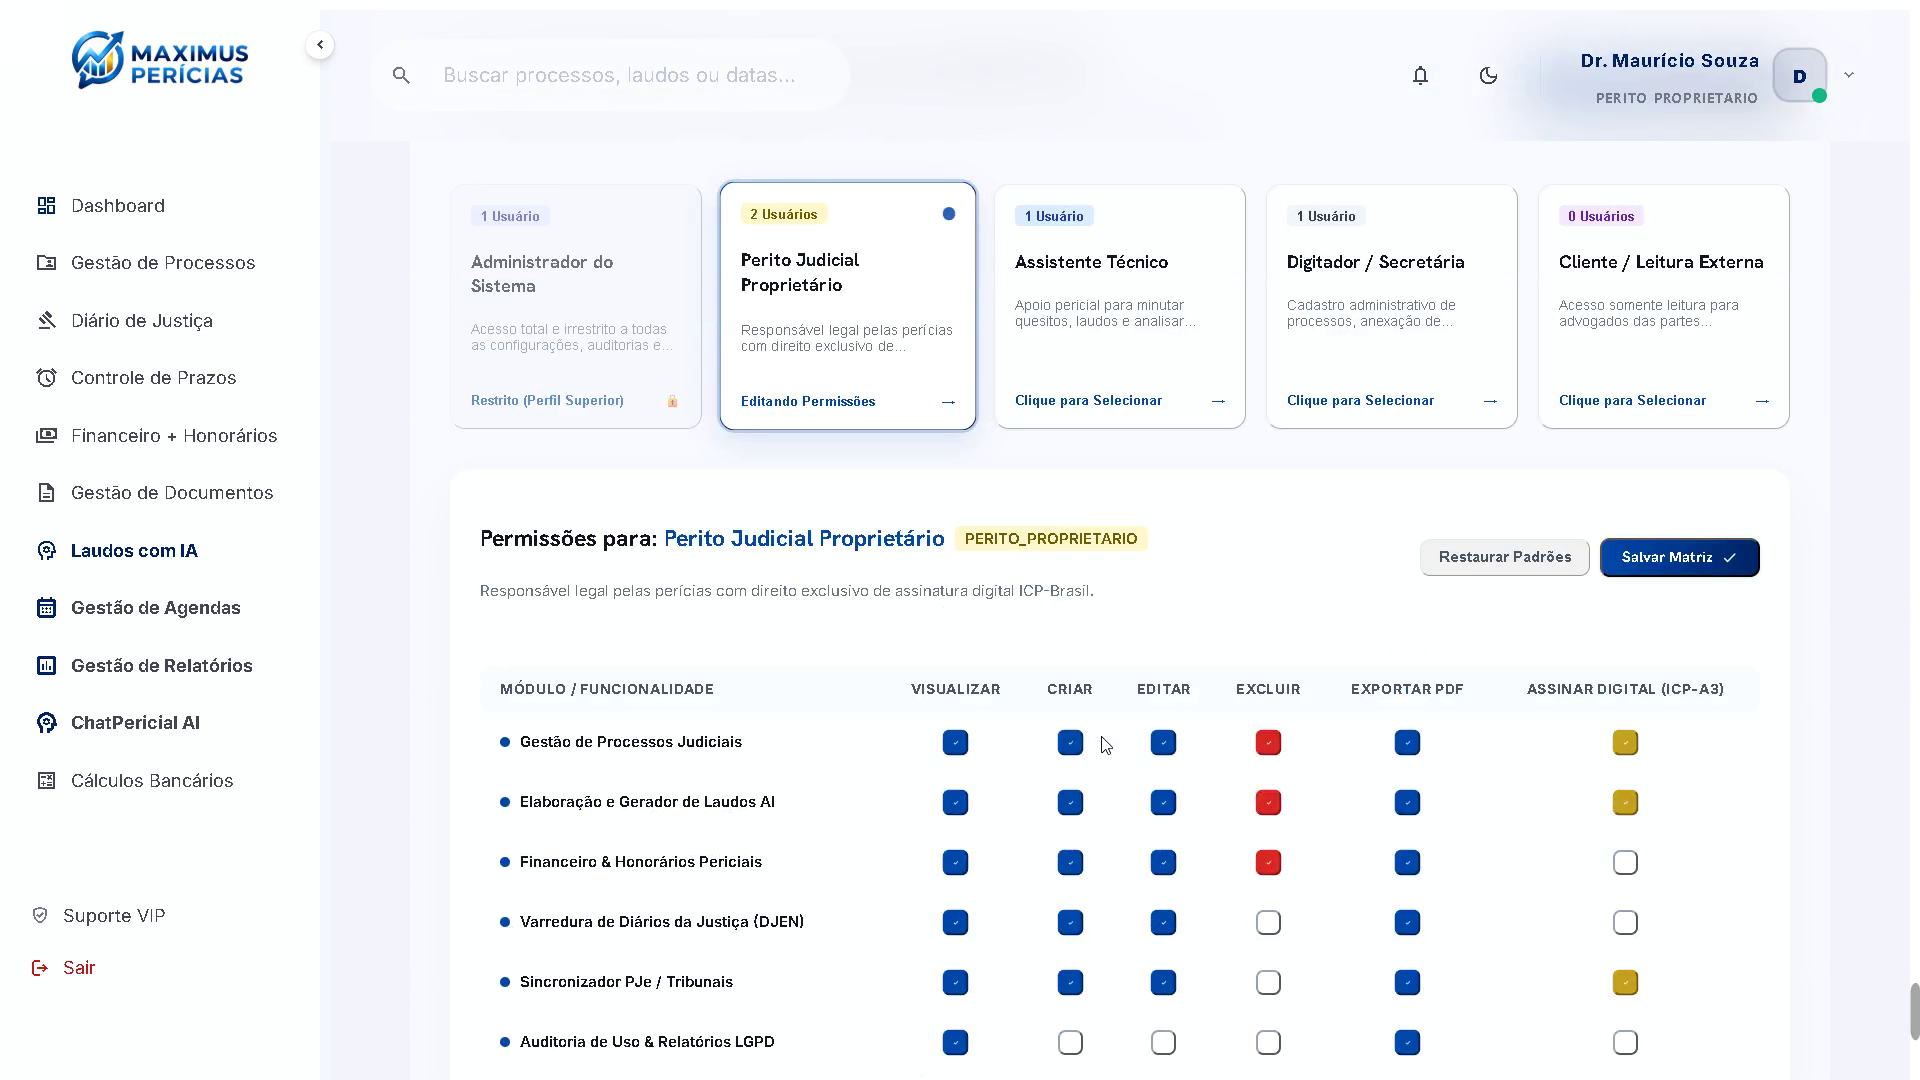 MAXIMUS
PERÍCIAS
Buscar processos, laudos ou datas...
Dr. Maurício Souza
PERITO PROPRIETARIO
D
Dashboard
Gestão de Processos
Diário de Justiça
Controle de Prazos
Financeiro + Honorários
Gestão de Documentos
Laudos com IA
Gestão de Agendas
Gestão de Relatórios
ChatPericial AI
Cálculos Bancários
Suporte VIP
Sair
1 Usuário
Administrador do
Sistema
Acesso total e irrestrito a todas
as configurações, auditorias e...
Restrito (Perfil Superior)
2 Usuários
Perito Judicial
Proprietário
Responsável legal pelas perícias
com direito exclusivo de...
Editando Permissões →
1 Usuário
Assistente Técnico
Apoio pericial para minutar
quesitos, laudos e analisar...
Clique para Selecionar →
1 Usuário
Digitador / Secretária
Cadastro administrativo de
processos, anexação de...
Clique para Selecionar →
0 Usuários
Cliente / Leitura Externa
Acesso somente leitura para
advogados das partes...
Clique para Selecionar →
Permissões para: Perito Judicial Proprietário PERITO_PROPRIETARIO
Responsável legal pelas perícias com direito exclusivo de assinatura digital ICP-Brasil.
Restaurar Padrões
Salvar Matriz ✓
MÓDULO / FUNCIONALIDADE VISUALIZAR CRIAR EDITAR EXCLUIR EXPORTAR PDF ASSINAR DIGITAL (ICP-A3)
Gestão de Processos Judiciais
Elaboração e Gerador de Laudos AI
Financeiro & Honorários Periciais
Varredura de Diários da Justiça (DJEN)
Sincronizador PJe / Tribunais
Auditoria de Uso & Relatórios LGPD